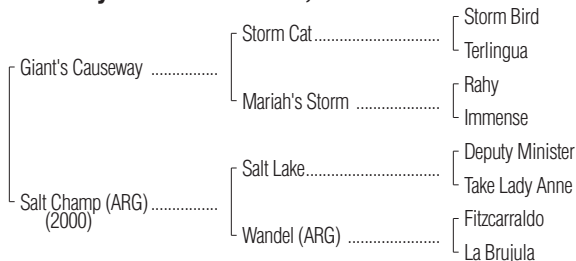 Storm Bird
Storm Cat..................................
Terlingua
Giant's Causeway ................
Rahy
Mariah's Storm ......................
Immense
Deputy Minister
Salt Lake....................................
Take Lady Anne
Salt Champ (ARG)................
(2000)
Fitzcarraldo
Wandel (ARG) ........................
La Brujula